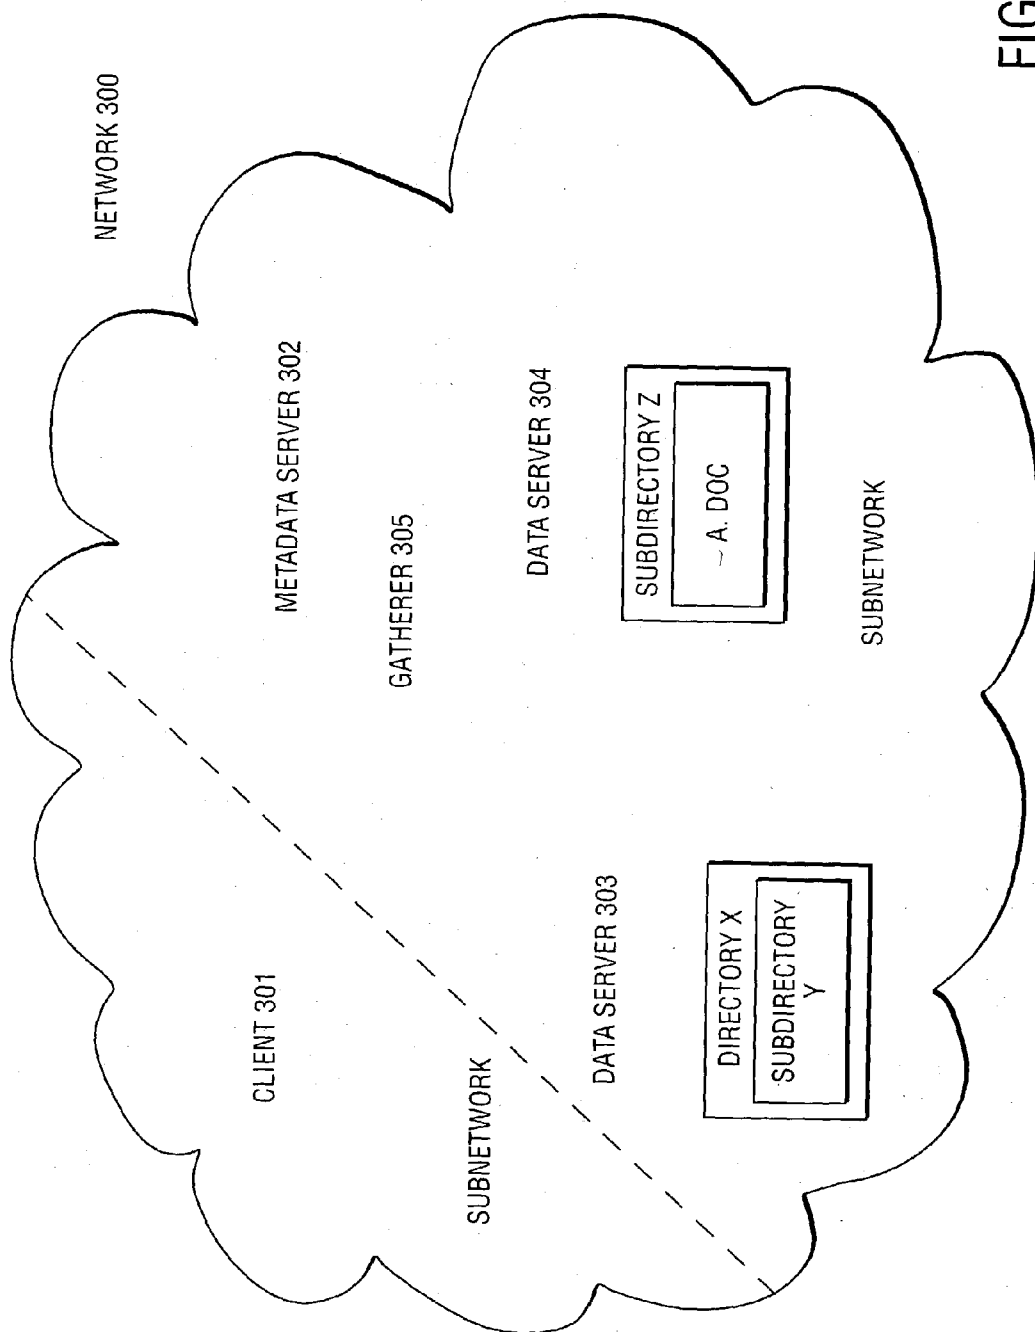 NETWORK 300
METADATA SERVER 302
CLIENT 301
GATHERER 305
SUBNETWORK
DATA SERVER 304
DATA SERVER 303
SUBDIRECTORY Z
~ A. DOC
DIRECTORY X
SUBDIRECTORY
Y
SUBNETWORK
FIG